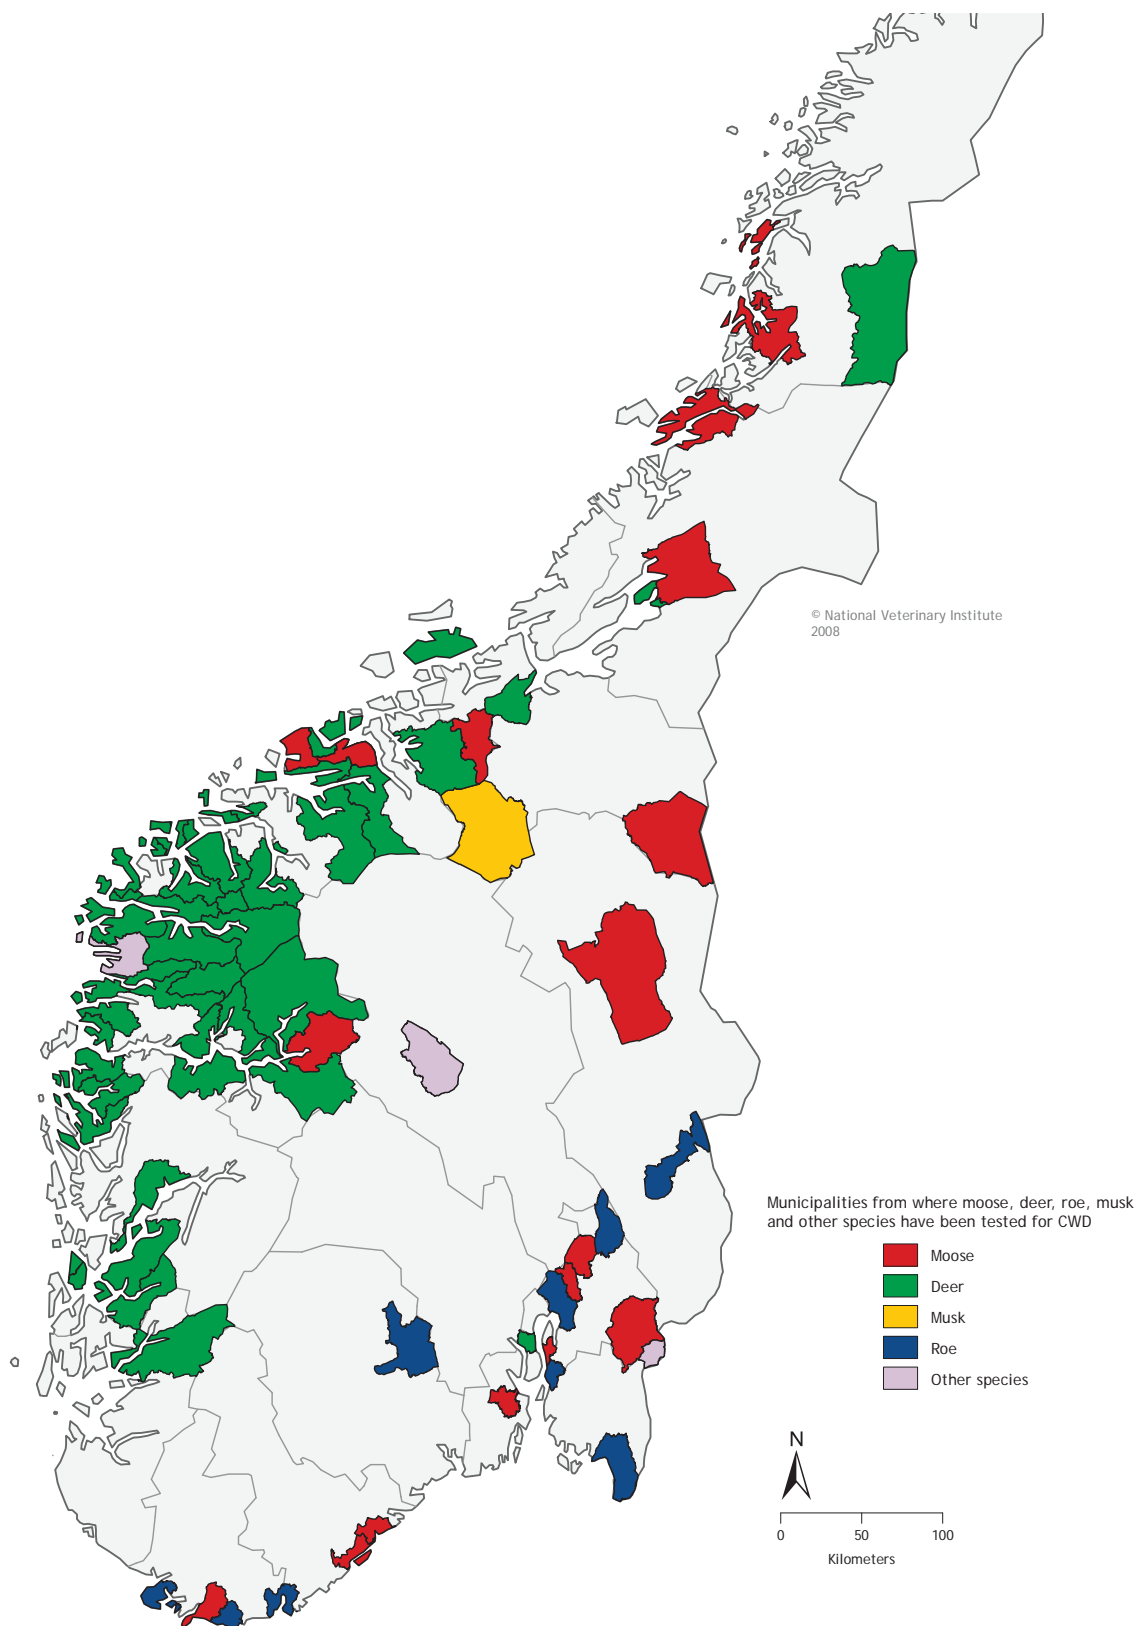 © National Veterinary Institute
2008
Municipalities from where moose, deer, roe, musk
and other species have been tested for CWD
Moose
Deer
Musk
Roe
Other species
N
0 50 100
Kilometers